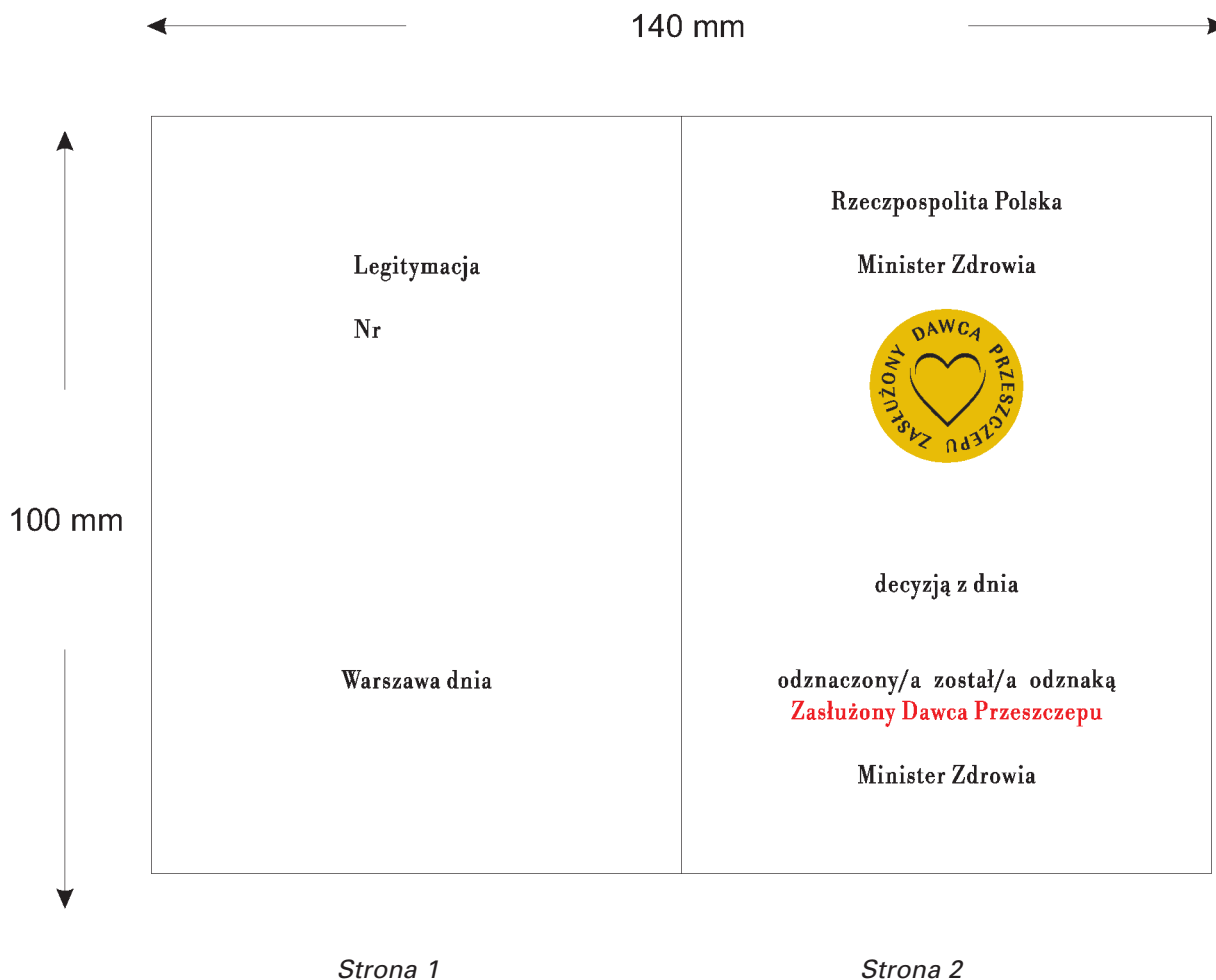 140 mm
100 mm
Legitymacja
Nr
Warszawa dnia
Rzeczpospolita Polska
Minister Zdrowia
ZASŁUŻONY DAWCA PRZESZCZEPU
decyzją z dnia
odznaczony/a został/a odznaką
Zasłużony Dawca Przeszczepu
Minister Zdrowia
Strona 1
Strona 2